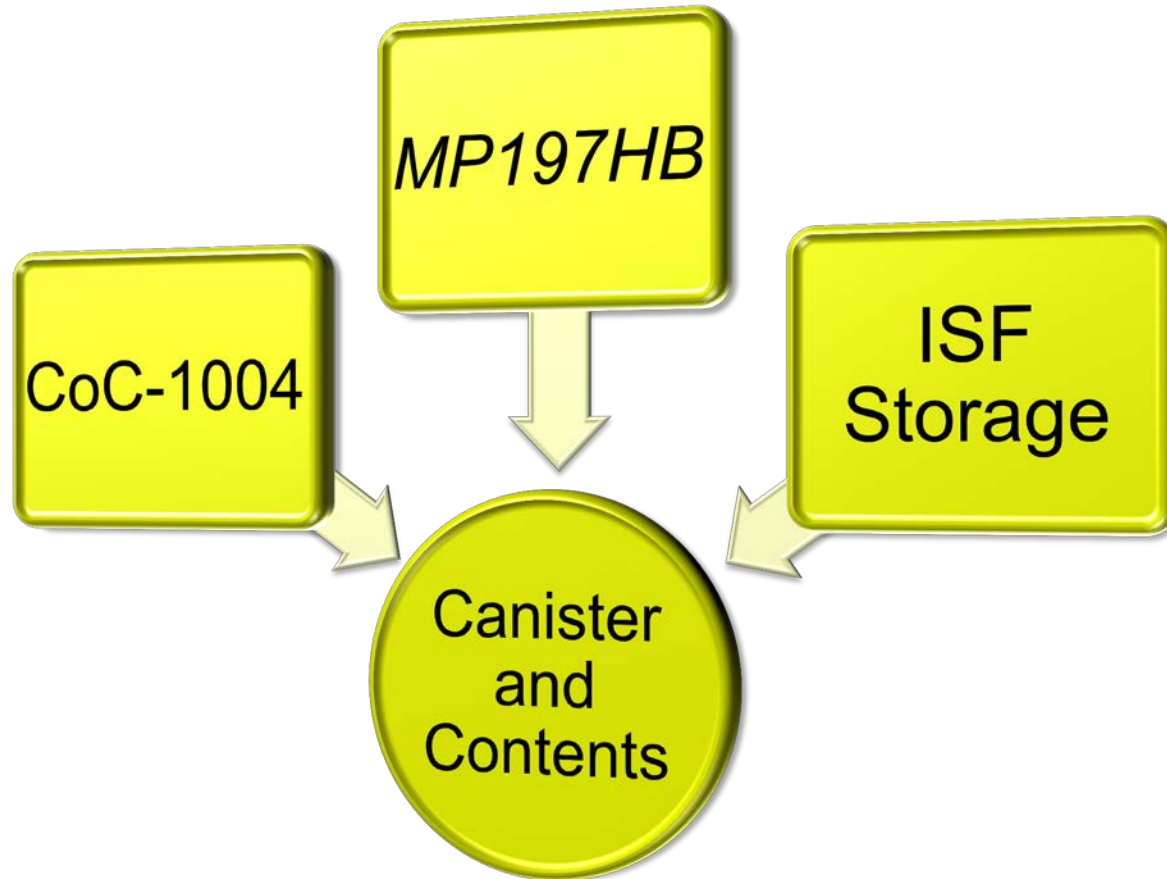 MP197HB
CoC-1004
ISF
Storage
Canister
and
Contents